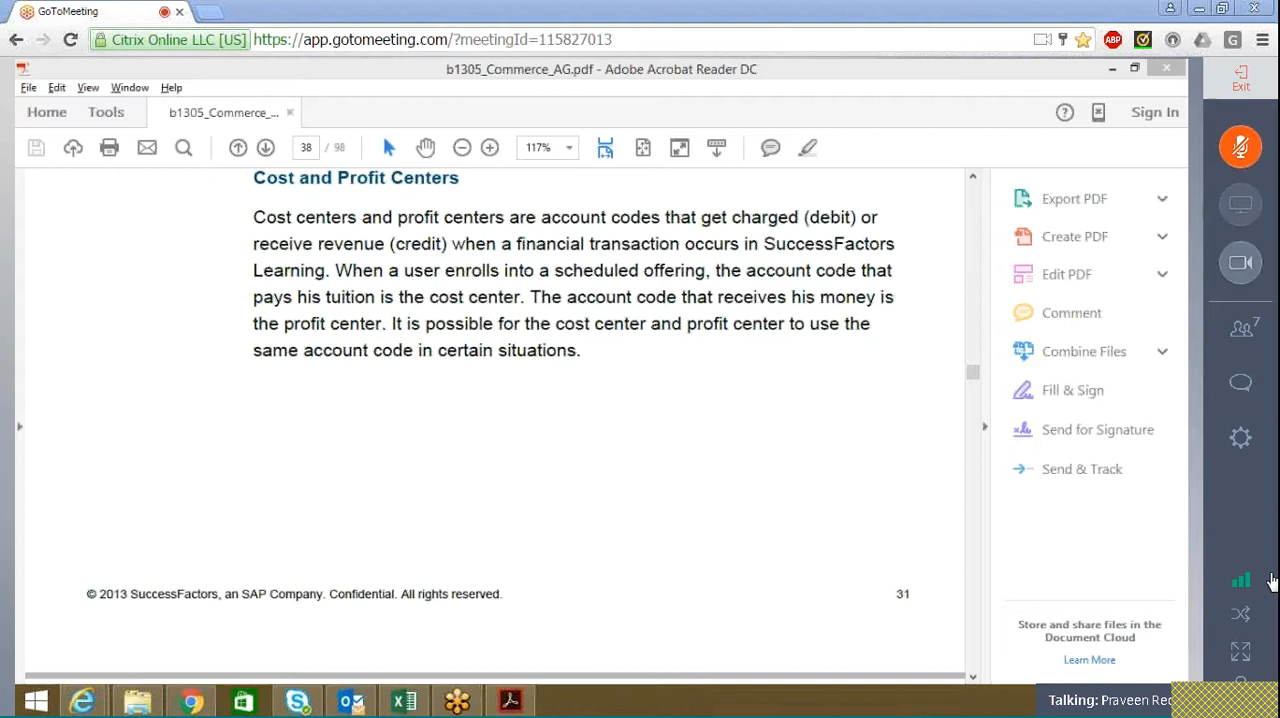 GoToMeeting
Citrix Online LLC [US] https://app.gotomeeting.com/?meetingId=115827013
ABP
G
b1305_Commerce_AG.pdf - Adobe Acrobat Reader DC
Exit
File Edit View Window Help
Home Tools b1305_Commerce_... Sign In
38 / 98 117%
Cost and Profit Centers
Cost centers and profit centers are account codes that get charged (debit) or
receive revenue (credit) when a financial transaction occurs in SuccessFactors
Learning. When a user enrolls into a scheduled offering, the account code that
pays his tuition is the cost center. The account code that receives his money is
the profit center. It is possible for the cost center and profit center to use the
same account code in certain situations.
© 2013 SuccessFactors, an SAP Company. Confidential. All rights reserved. 31
Export PDF
Create PDF
Edit PDF
Comment
Combine Files
Fill & Sign
Send for Signature
Send & Track
Store and share files in the
Document Cloud
Learn More
7
Talking: Praveen